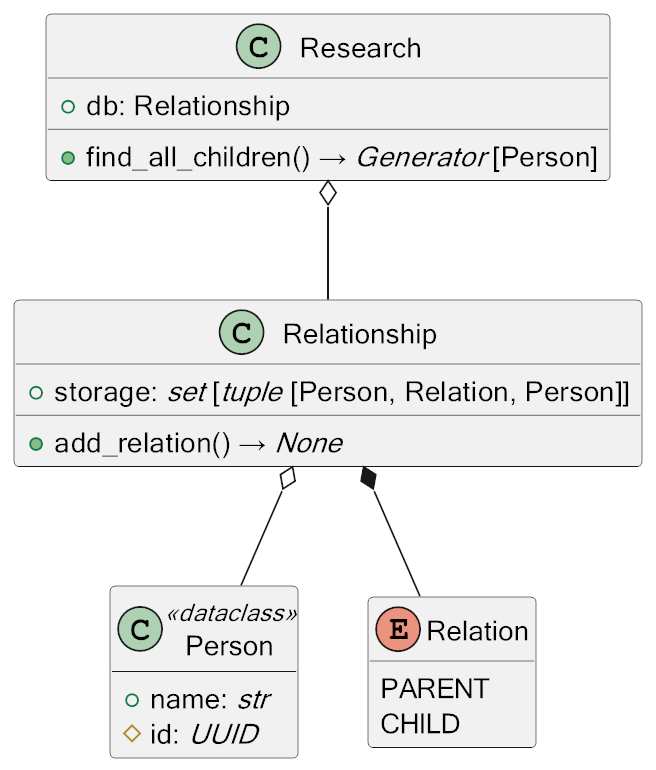 C Research
db: Relationship
find_all_children() → Generator [Person]
C Relationship
storage: set [tuple [Person, Relation, Person]]
add_relation() → None
C «dataclass»
Person
name: str
id: UUID
E Relation
PARENT
CHILD